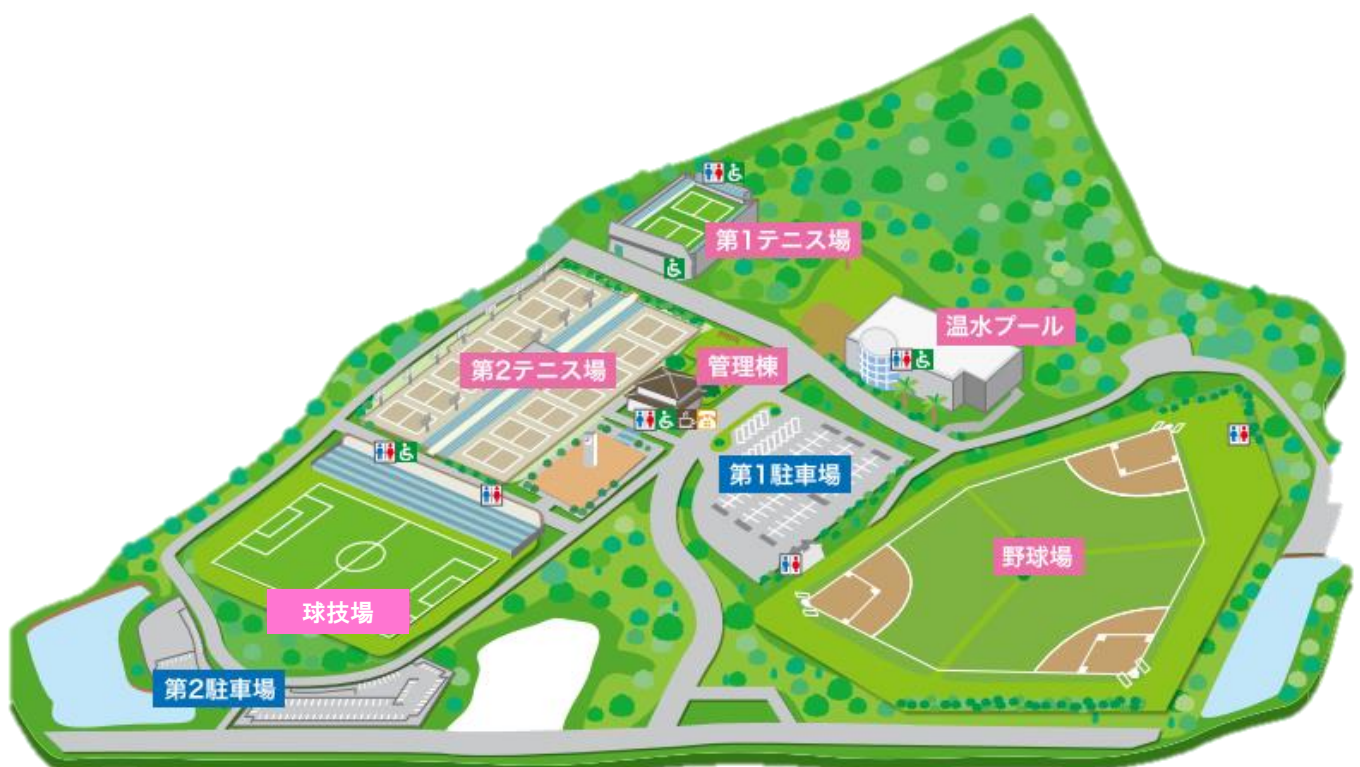 第1テニス場
温水プール
第2テニス場
管理棟
第1駐車場
野球場
球技場
第2駐車場